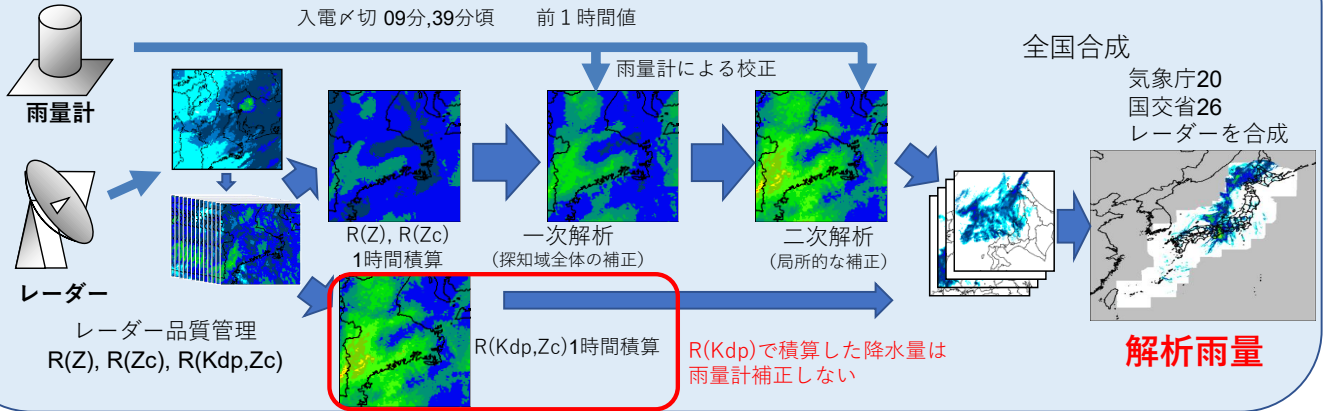 入電〆切 09分,39分頃 前１時間値
雨量計
雨量計による校正
全国合成
気象庁20
国交省26
レーダーを合成
レーダー
R(Z), R(Zc)
1時間積算
一次解析
(探知域全体の補正)
二次解析
(局所的な補正)
レーダー品質管理
R(Z), R(Zc), R(Kdp,Zc)
R(Kdp,Zc)1時間積算
R(Kdp)で積算した降水量は
雨量計補正しない
解析雨量